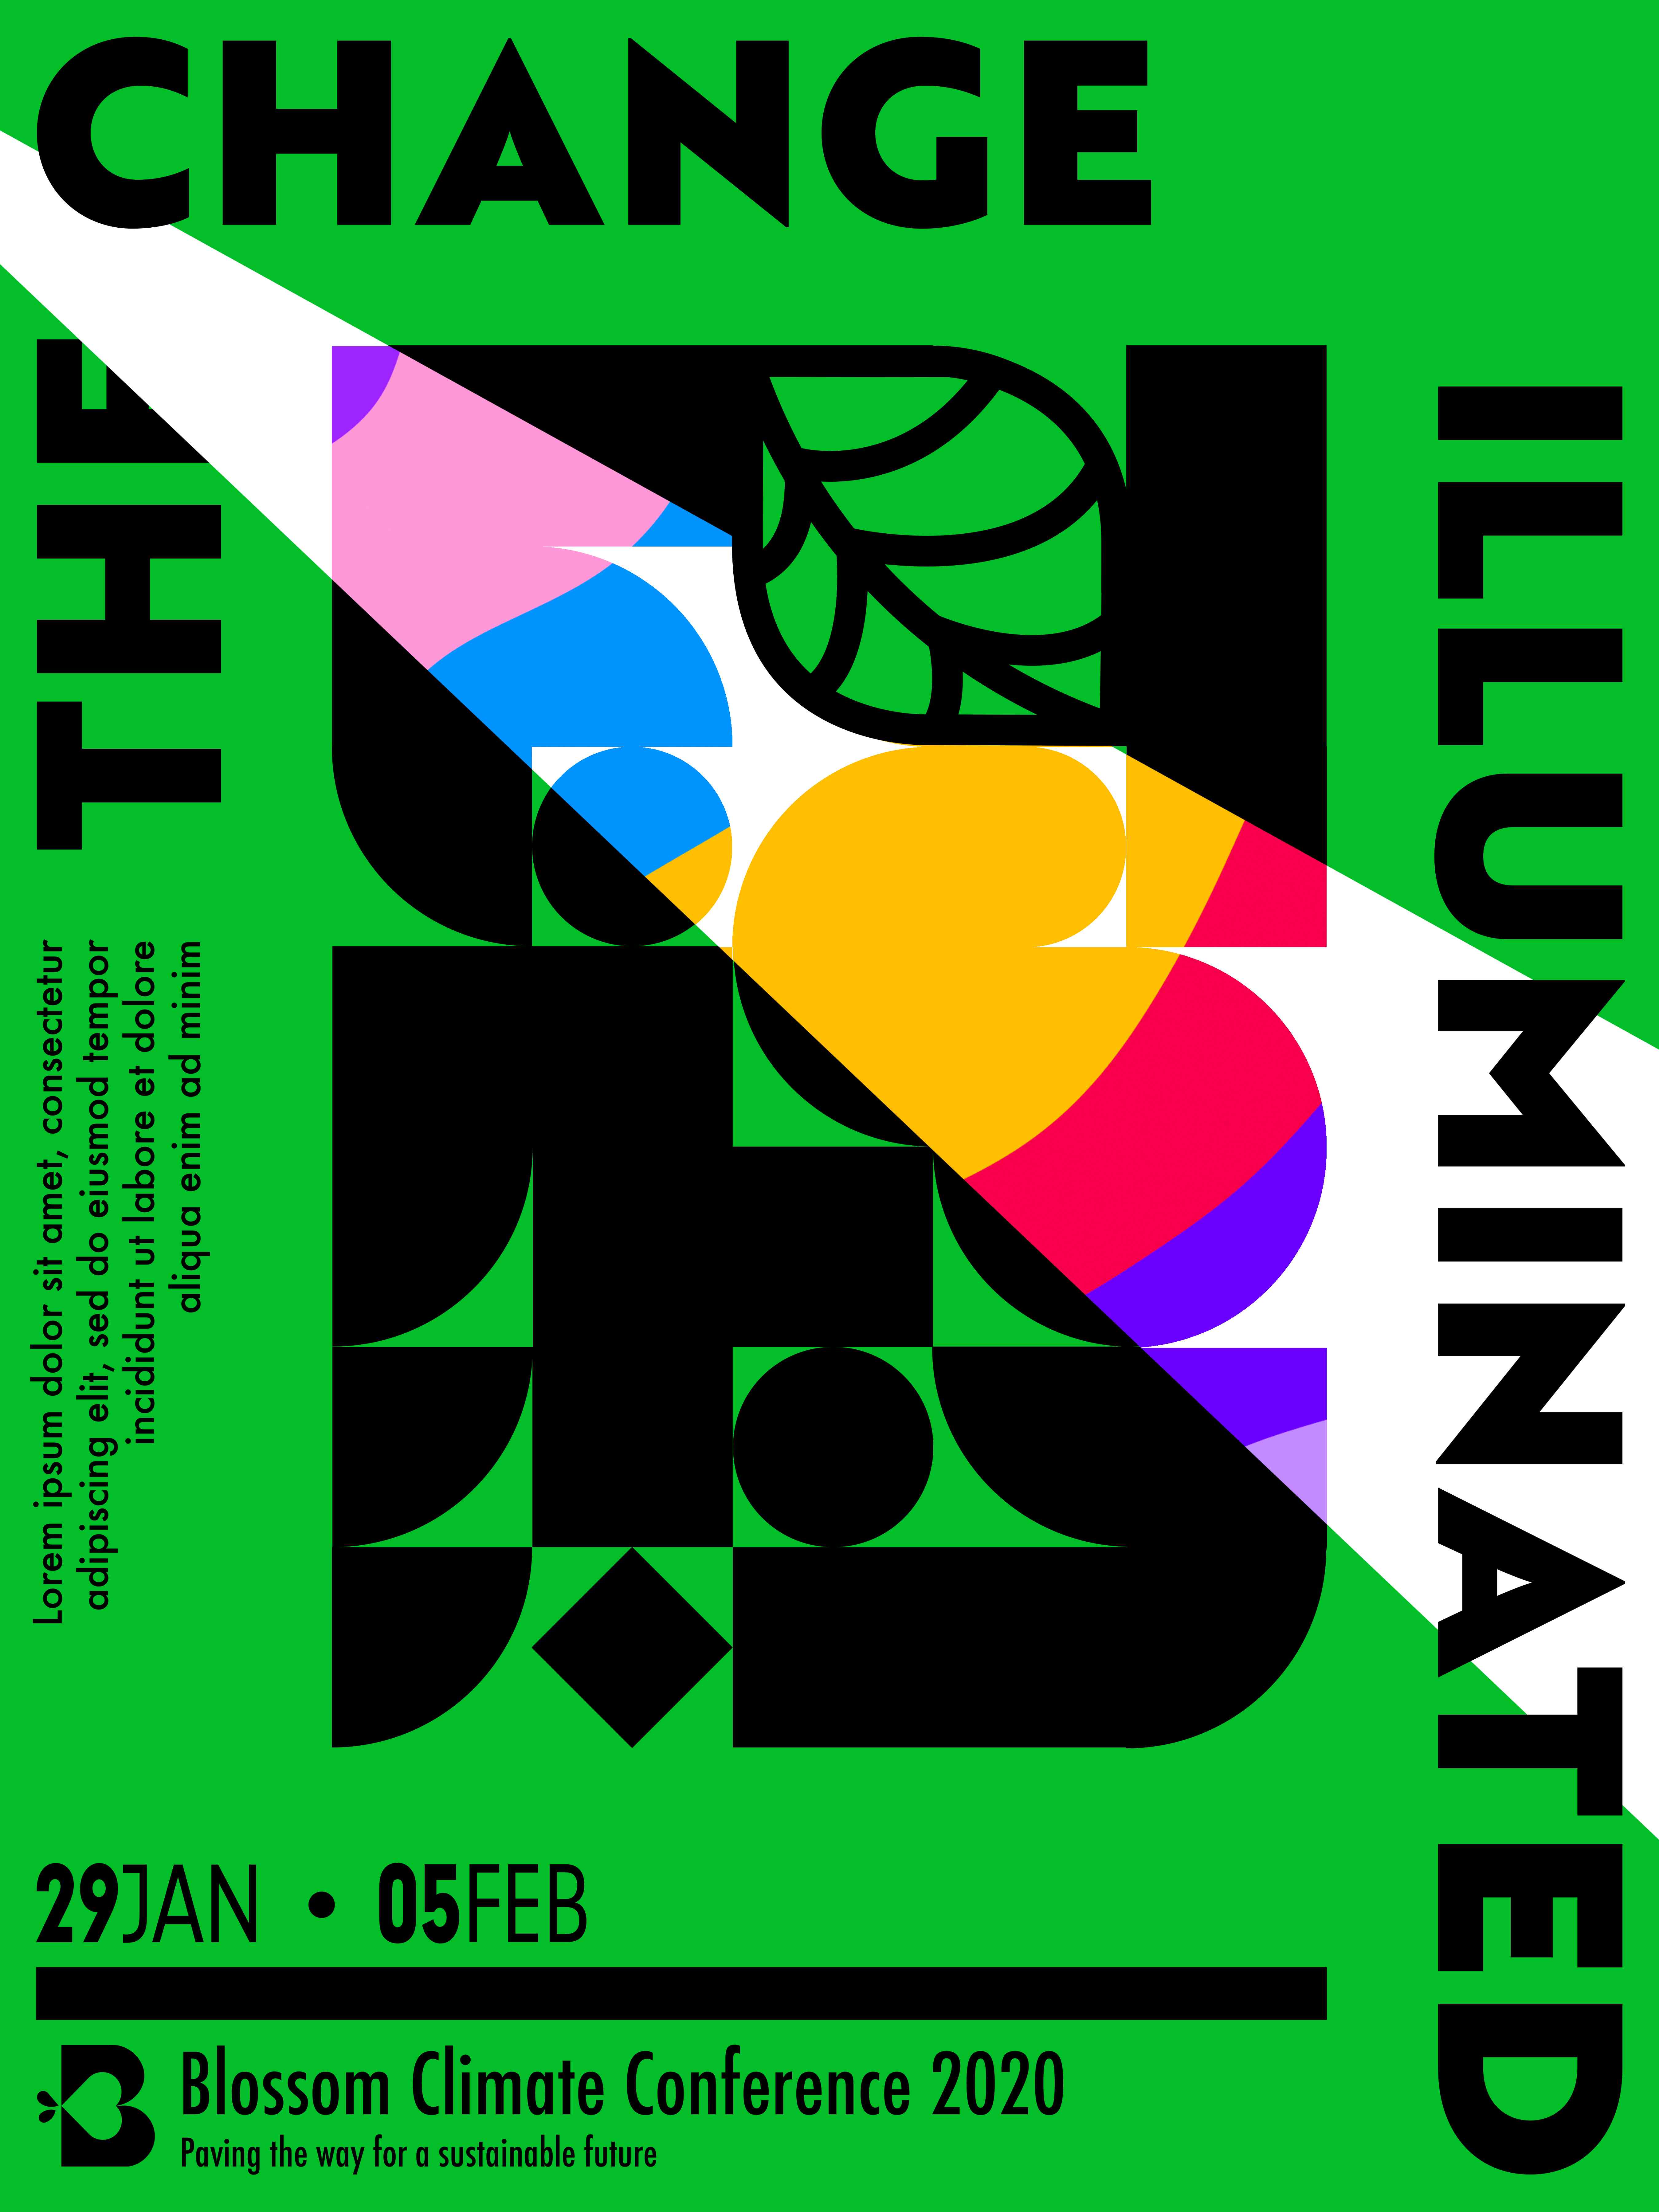 THE
CHANGE
ILLUMINATED
Lorem ipsum dolor sit amet, consectetur
adipiscing elit, sed do eiusmod tempor
incididunt ut labore et dolore
aliqua enim ad minim
29JAN • 05FEB
Blossom Climate Conference 2020
Paving the way for a sustainable future